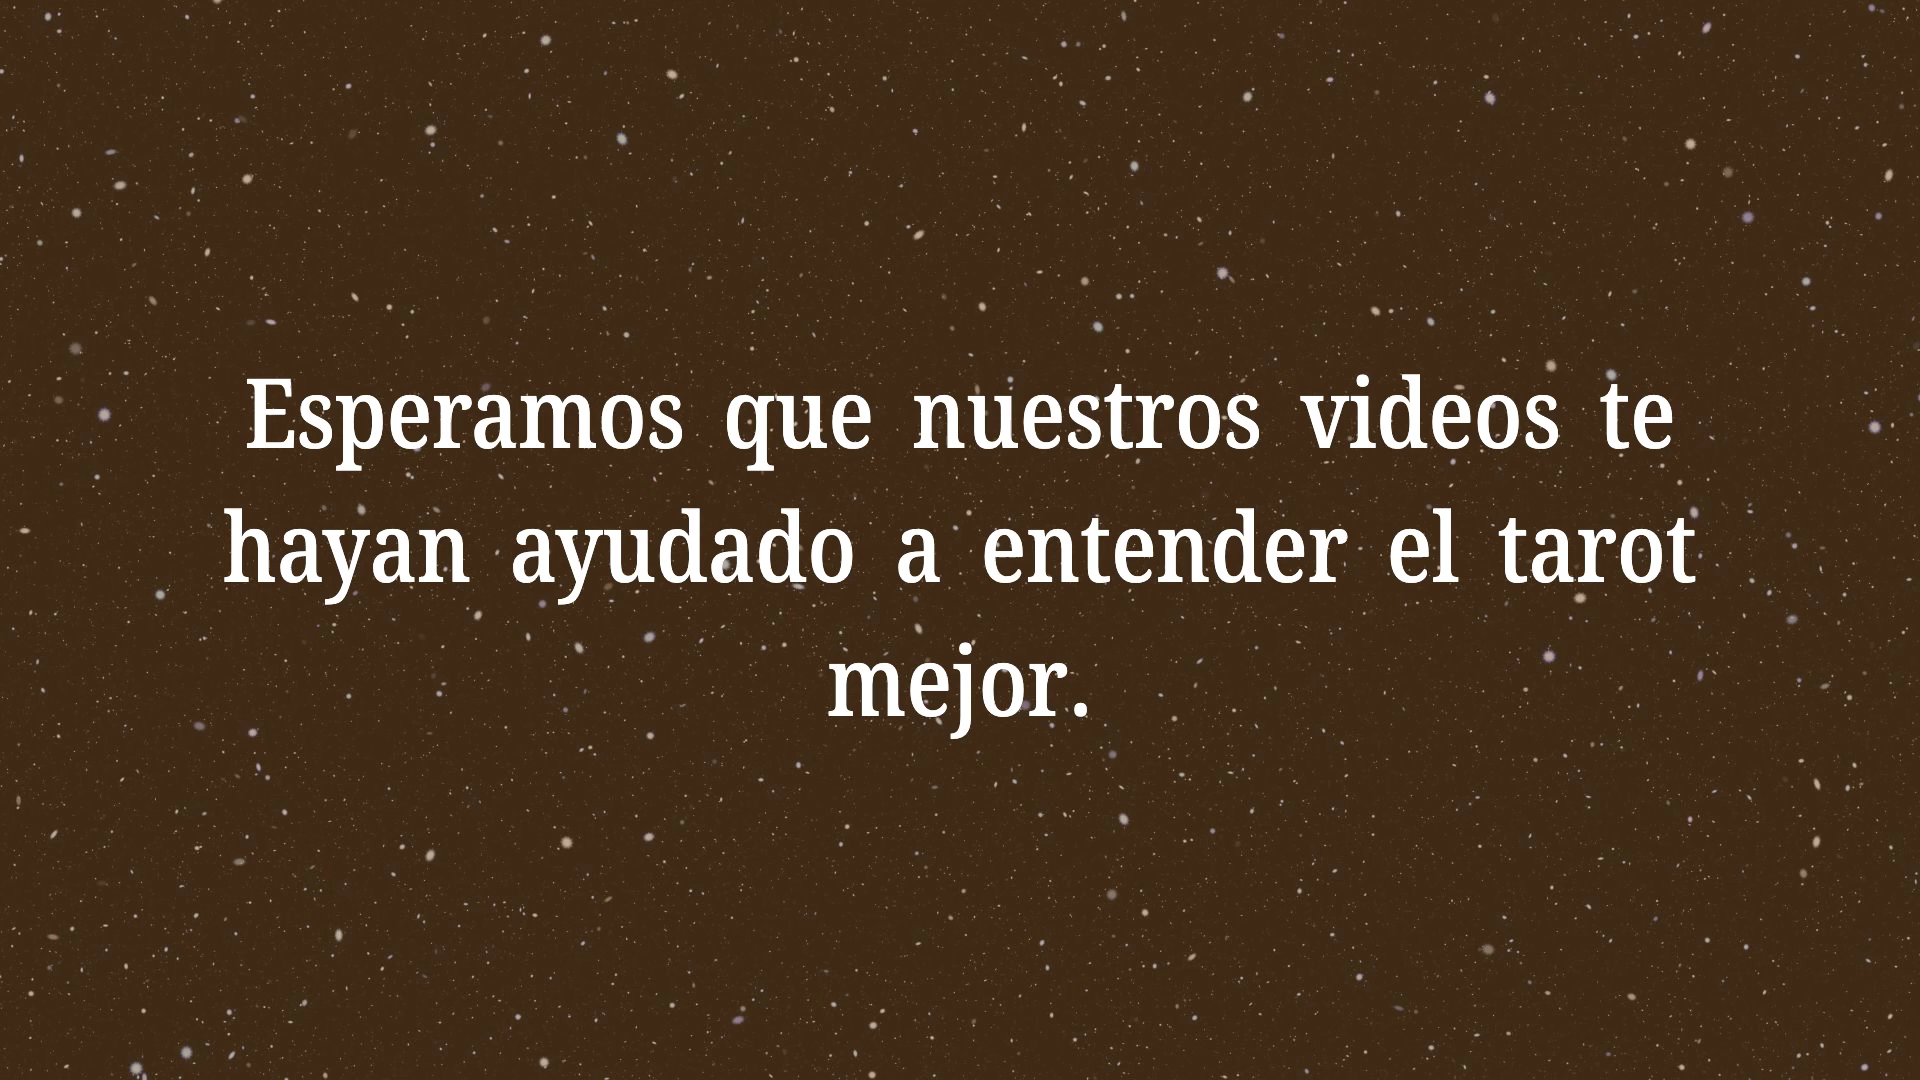 Esperamos que nuestros videos te
hayan ayudado a entender el tarot
mejor.